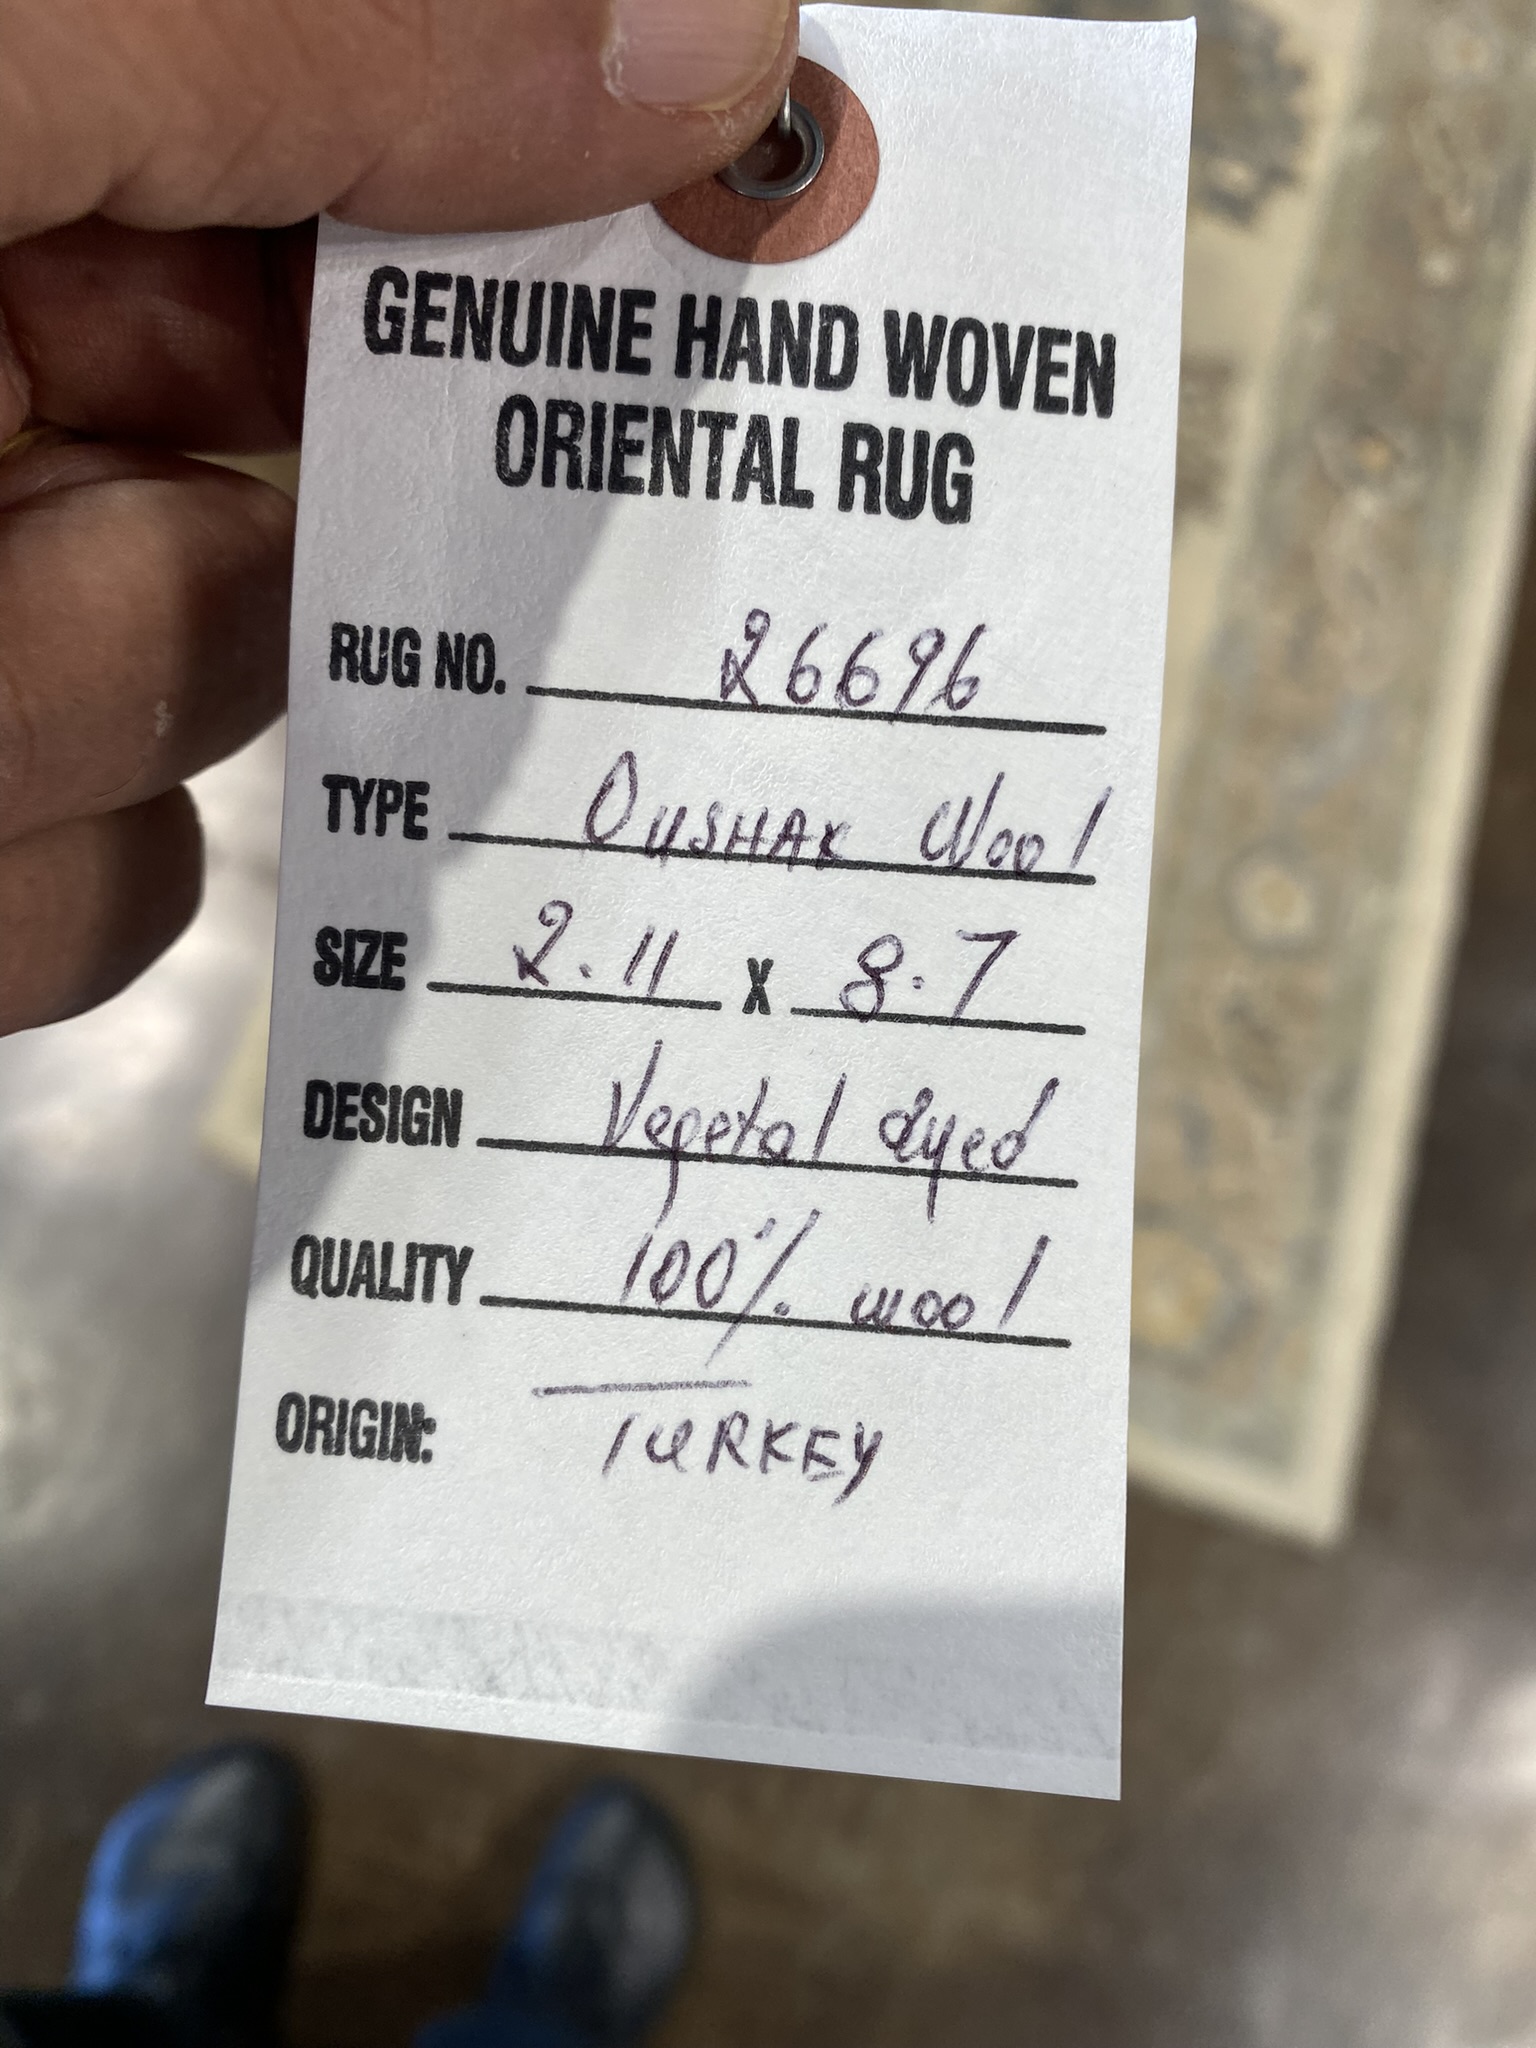 GENUINE HAND WOVEN
ORIENTAL RUG
RUG NO. 26696
TYPE OUSHAK Wool
SIZE 2.11 X 8.7
DESIGN Vegetal dyed
QUALITY 100% wool
ORIGIN: TURKEY